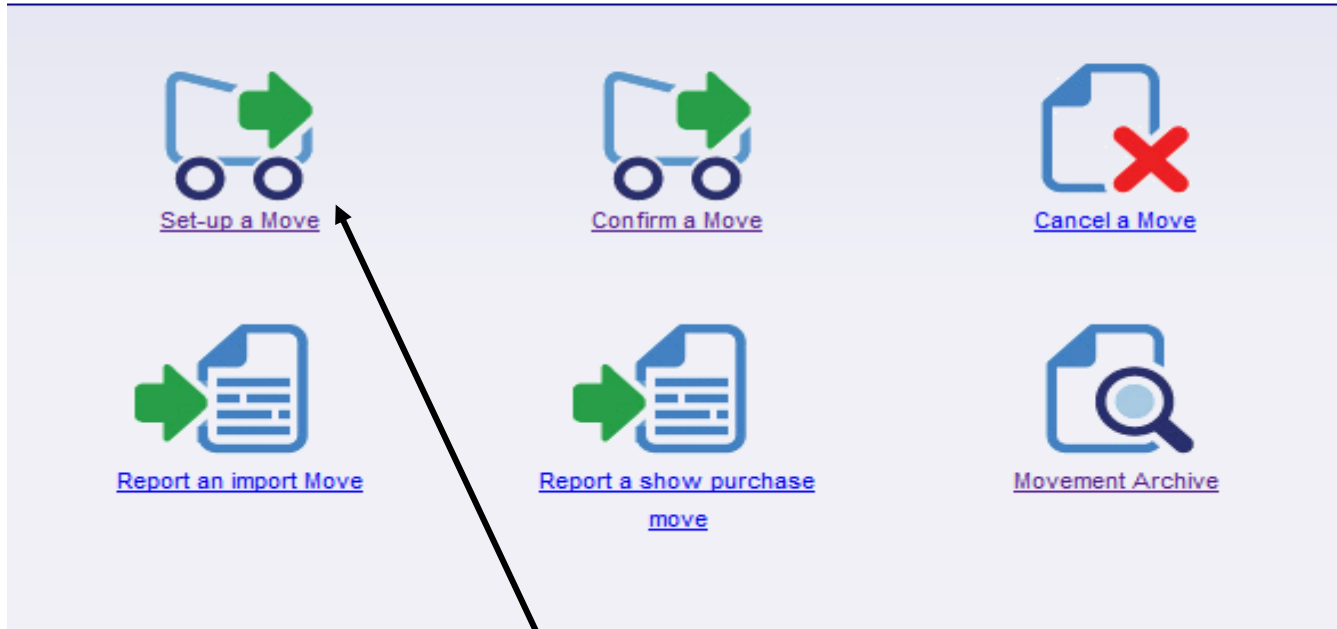 Set-up a Move
Confirm a Move
Cancel a Move
Report an import Move
Report a show purchase
move
Movement Archive